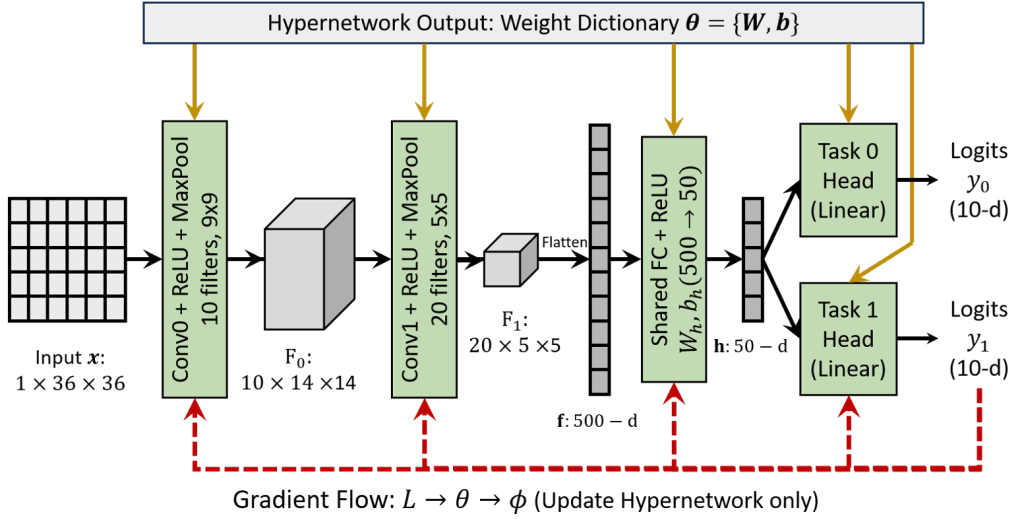 Hypernetwork Output: Weight Dictionary 𝜽 = {𝑾, 𝒃}
Conv0 + ReLU + MaxPool
10 filters, 9x9
Conv1 + ReLU + MaxPool
20 filters, 5x5
Flatten
Shared FC + ReLU
W_h, b_h(500 → 50)
Task 0
Head
(Linear)
Logits
y_0
(10-d)
Input 𝒙:
1 × 36 × 36
F_0:
10 × 14 ×14
F_1:
20 × 5 ×5
f: 500 − d
h: 50 − d
Task 1
Head
(Linear)
Logits
y_1
(10-d)
Gradient Flow: L → θ → ϕ (Update Hypernetwork only)